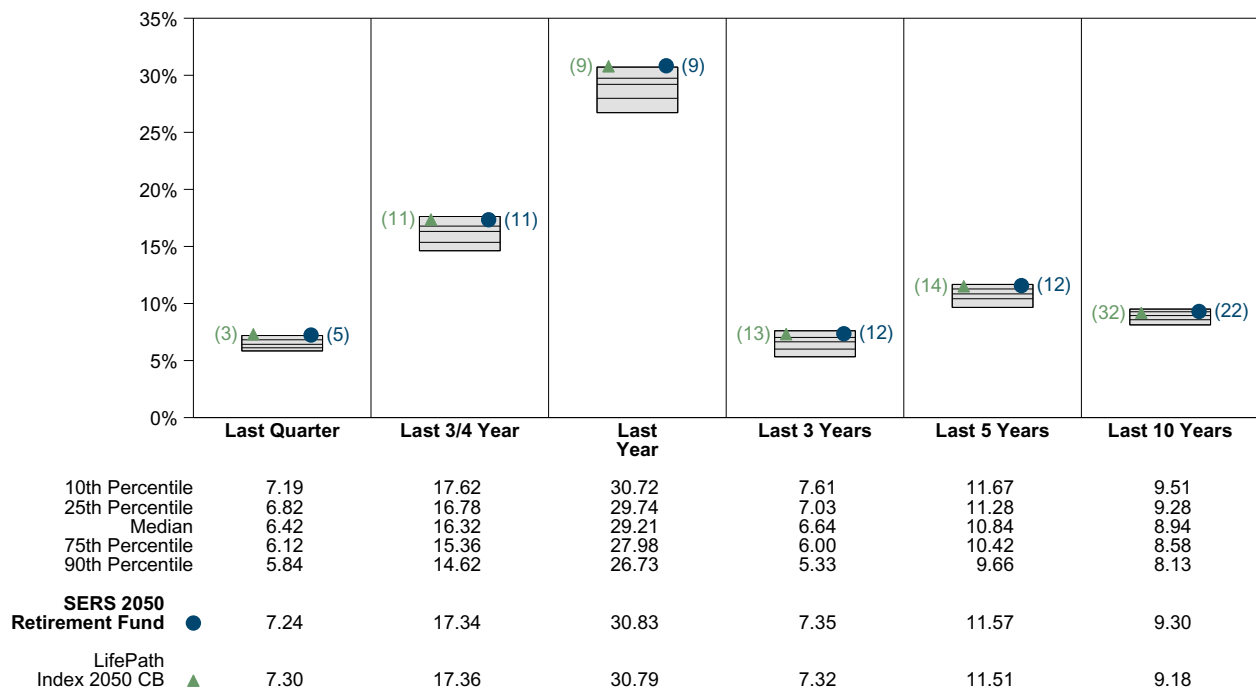 35%
30%
25%
20%
15%
10%
5%
0%
(3) (5)
(11) (11)
(9) (9)
(13) (12)
(14) (12)
(32) (22)
Last Quarter Last 3/4 Year Last Year Last 3 Years Last 5 Years Last 10 Years
10th Percentile 7.19 17.62 30.72 7.61 11.67 9.51
25th Percentile 6.82 16.78 29.74 7.03 11.28 9.28
Median 6.42 16.32 29.21 6.64 10.84 8.94
75th Percentile 6.12 15.36 27.98 6.00 10.42 8.58
90th Percentile 5.84 14.62 26.73 5.33 9.66 8.13
SERS 2050
Retirement Fund 7.24 17.34 30.83 7.35 11.57 9.30
LifePath
Index 2050 CB 7.30 17.36 30.79 7.32 11.51 9.18